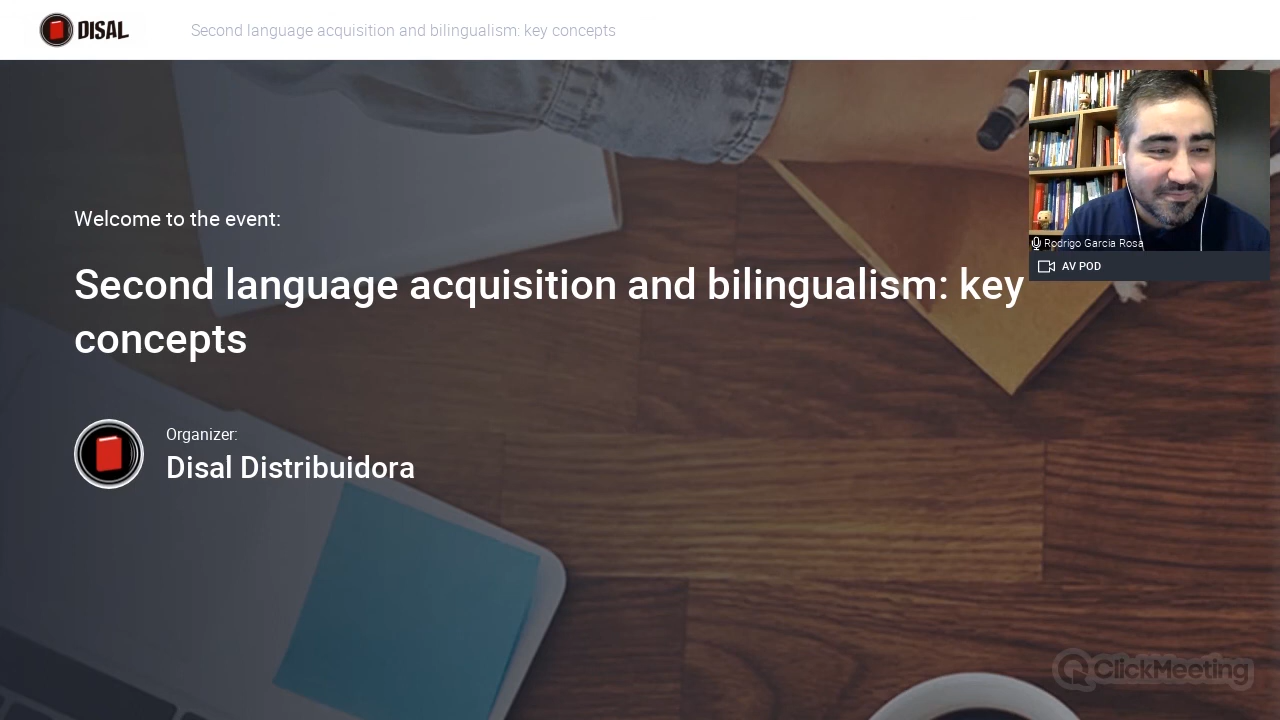 DISAL
Second language acquisition and bilingualism: key concepts
Rodrigo Garcia Rosa
AV POD
Welcome to the event:
Second language acquisition and bilingualism: key
concepts
Organizer:
Disal Distribuidora
ClickMeeting